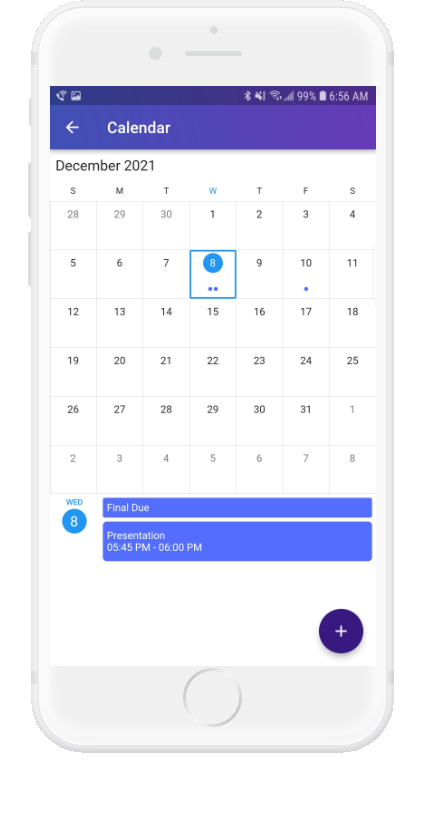 99% 6:56 AM
Calendar
December 2021
S M T W T F S
28 29 30 1 2 3 4
5 6 7 8 9 10 11
12 13 14 15 16 17 18
19 20 21 22 23 24 25
26 27 28 29 30 31 1
2 3 4 5 6 7 8
WED
8
Final Due
Presentation
05:45 PM - 06:00 PM
+